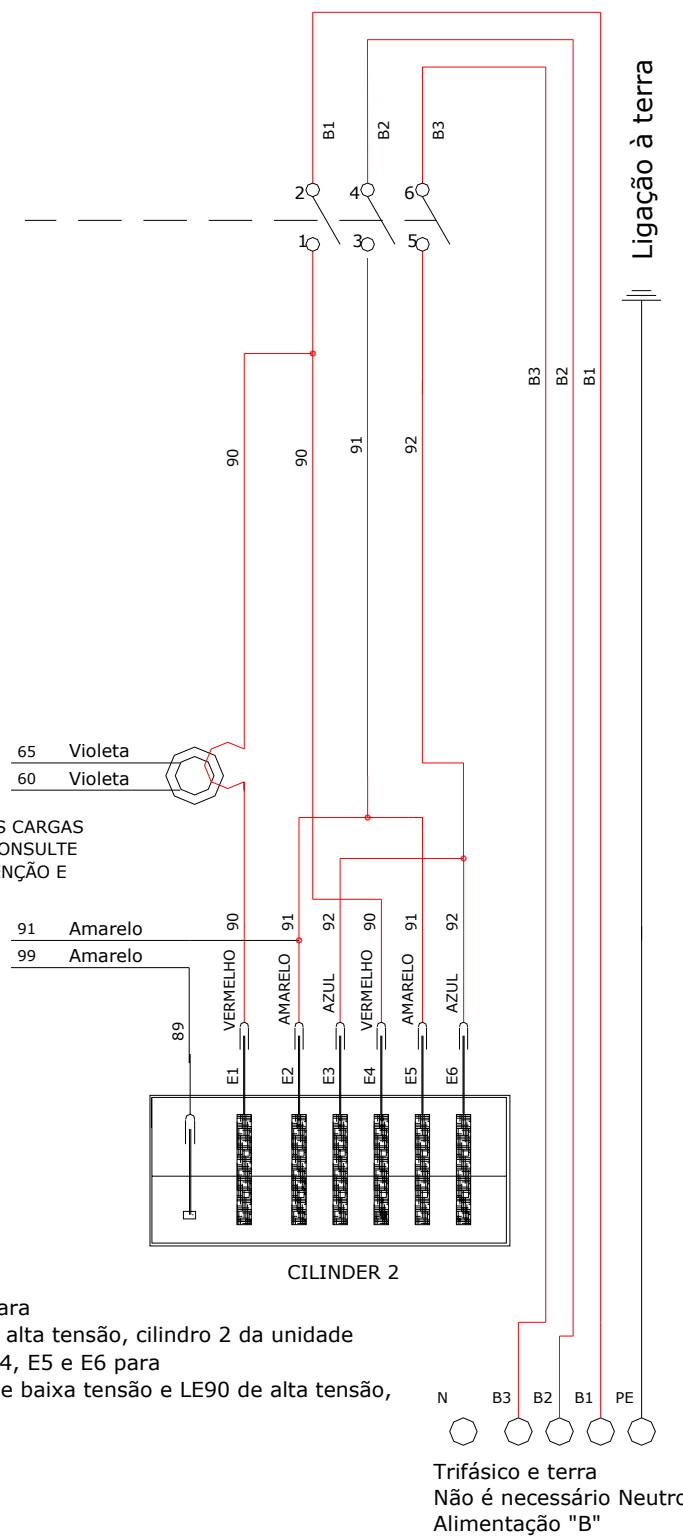 B1
B2
B3
Ligação à terra
2
4
6
1
3
5
B3
B2
B1
90
90
91
92
65 Violeta
60 Violeta
S CARGAS
ONSULTE
ENÇÃO E
91 Amarelo
99 Amarelo
89
90
91
92
90
91
92
VERMELHO
AMARELO
AZUL
VERMELHO
AMARELO
AZUL
E1
E2
E3
E4
E5
E6
CILINDER 2
ara
alta tensão, cilindro 2 da unidade
4, E5 e E6 para
e baixa tensão e LE90 de alta tensão,
N B3 B2 B1 PE
Trifásico e terra
Não é necessário Neutro
Alimentação "B"